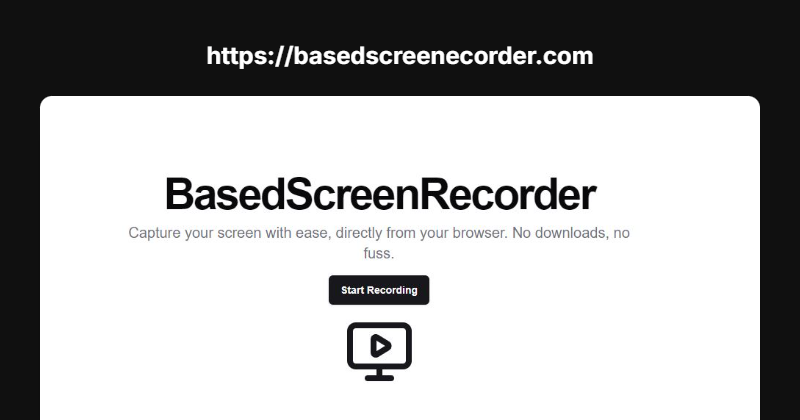 https://basedscreenecorder.com
BasedScreenRecorder
Capture your screen with ease, directly from your browser. No downloads, no
fuss.
Start Recording